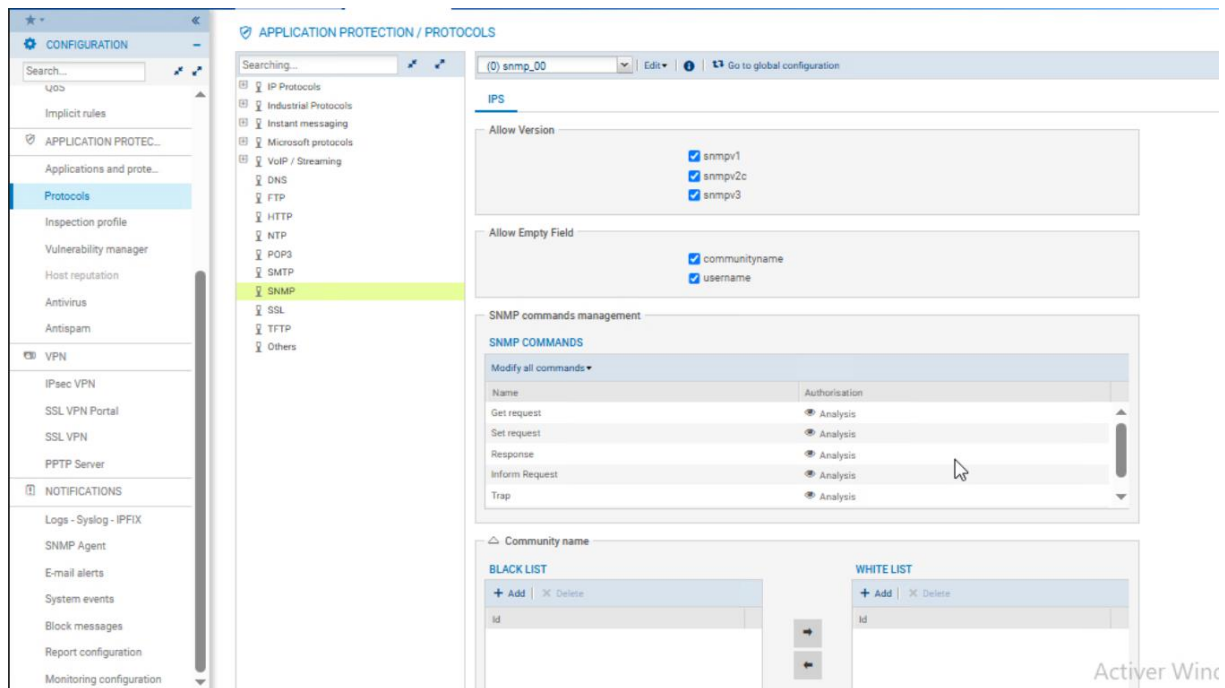 CONFIGURATION
Search...
QoS
Implicit rules
APPLICATION PROTEC...
Applications and prote...
Protocols
Inspection profile
Vulnerability manager
Host reputation
Antivirus
Antispam
VPN
IPsec VPN
SSL VPN Portal
SSL VPN
PPTP Server
NOTIFICATIONS
Logs - Syslog - IPFIX
SNMP Agent
E-mail alerts
System events
Block messages
Report configuration
Monitoring configuration
APPLICATION PROTECTION / PROTOCOLS
Searching...
IP Protocols
Industrial Protocols
Instant messaging
Microsoft protocols
VoIP / Streaming
DNS
FTP
HTTP
NTP
POP3
SMTP
SNMP
SSL
TFTP
Others
(0) snmp_00 Edit Go to global configuration
IPS
Allow Version
snmpv1
snmpv2c
snmpv3
Allow Empty Field
communityname
username
SNMP commands management
SNMP COMMANDS
Modify all commands
Name Authorisation
Get request Analysis
Set request Analysis
Response Analysis
Inform Request Analysis
Trap Analysis
Community name
BLACK LIST
+ Add Delete
Id
WHITE LIST
+ Add Delete
Id
Activer Wind